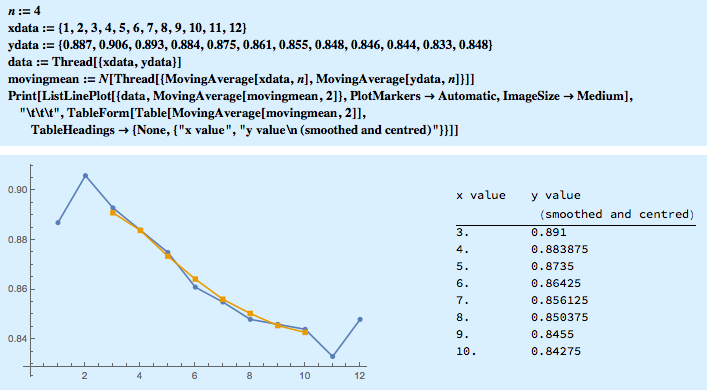 n := 4
xdata := {1, 2, 3, 4, 5, 6, 7, 8, 9, 10, 11, 12}
ydata := {0.887, 0.906, 0.893, 0.884, 0.875, 0.861, 0.855, 0.848, 0.846, 0.844, 0.833, 0.848}
data := Thread[{xdata, ydata}]
movingmean := N[Thread[{MovingAverage[xdata, n], MovingAverage[ydata, n]}]]
Print[ListLinePlot[{data, MovingAverage[movingmean, 2]}, PlotMarkers → Automatic, ImageSize → Medium],
"\t\t\t", TableForm[Table[MovingAverage[movingmean, 2]],
TableHeadings → {None, {"x value", "y value\n (smoothed and centred)"}}]]
0.90
0.88
0.86
0.84
2 4 6 8 10 12
x value y value
(smoothed and centred)
3. 0.891
4. 0.883875
5. 0.8735
6. 0.86425
7. 0.856125
8. 0.850375
9. 0.8455
10. 0.84275